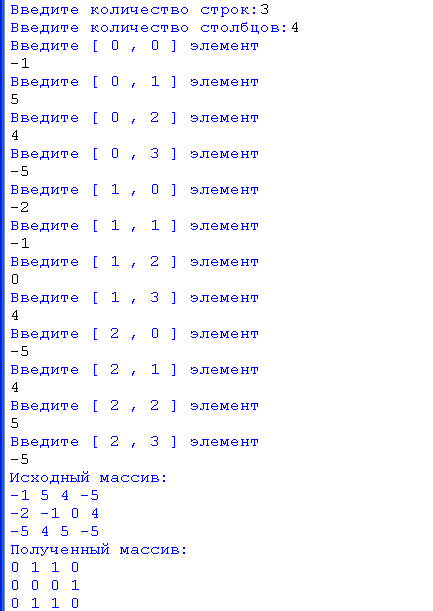 Введите количество строк:3
Введите количество столбцов:4
Введите [ 0 , 0 ] элемент
-1
Введите [ 0 , 1 ] элемент
5
Введите [ 0 , 2 ] элемент
4
Введите [ 0 , 3 ] элемент
-5
Введите [ 1 , 0 ] элемент
-2
Введите [ 1 , 1 ] элемент
-1
Введите [ 1 , 2 ] элемент
0
Введите [ 1 , 3 ] элемент
4
Введите [ 2 , 0 ] элемент
-5
Введите [ 2 , 1 ] элемент
4
Введите [ 2 , 2 ] элемент
5
Введите [ 2 , 3 ] элемент
-5
Исходный массив:
-1 5 4 -5
-2 -1 0 4
-5 4 5 -5
Полученный массив:
0 1 1 0
0 0 0 1
0 1 1 0